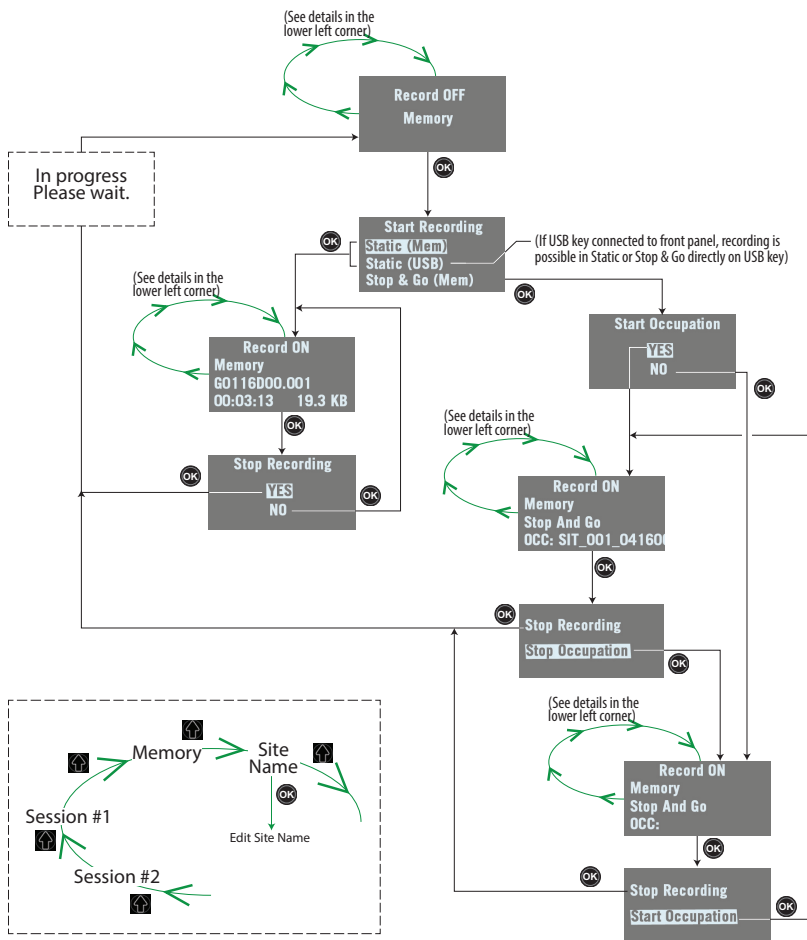 (See details in the
lower left corner)
Record OFF
Memory
In progress
Please wait.
OK
Start Recording
Static (Mem)
Static (USB)
Stop & Go (Mem)
OK
(If USB key connected to front panel, recording is
possible in Static or Stop & Go directly on USB key)
OK
(See details in the
lower left corner)
Record ON
Memory
G0116D00.001
00:03:13 19.3 KB
Start Occupation
YES
NO
OK
OK
(See details in the
lower left corner)
Stop Recording
YES
NO
OK
OK
Record ON
Memory
Stop And Go
OCC: SIT_001_041600
OK
OK
Stop Recording
Stop Occupation
OK
(See details in the
lower left corner)
Record ON
Memory
Stop And Go
OCC:
OK
OK
Stop Recording
Start Occupation
OK
Memory
Site
Name
OK
Session #1
Edit Site Name
Session #2